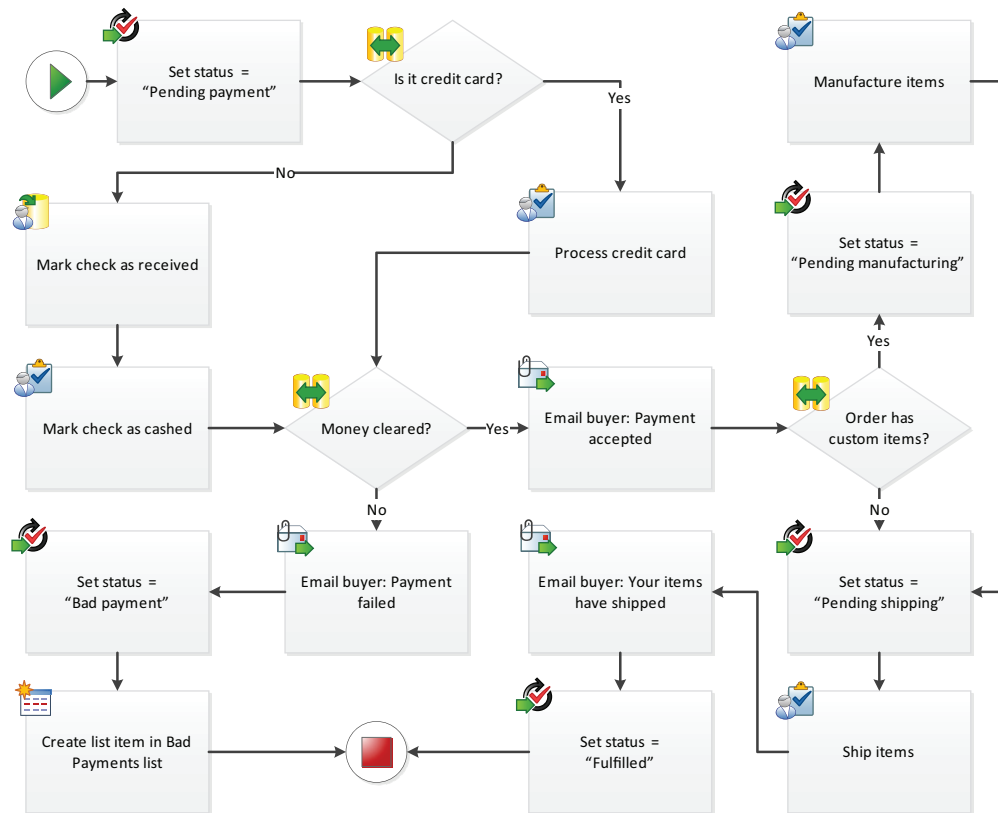 Set status =
“Pending payment”
Is it credit card?
Manufacture items
Yes
No
Mark check as received
Process credit card
Set status =
“Pending manufacturing”
Yes
Mark check as cashed
Money cleared?
Yes
Email buyer: Payment
accepted
Order has
custom items?
No
No
Set status =
“Bad payment”
Email buyer: Payment
failed
Email buyer: Your items
have shipped
Set status =
“Pending shipping”
Create list item in Bad
Payments list
Set status =
“Fulfilled”
Ship items